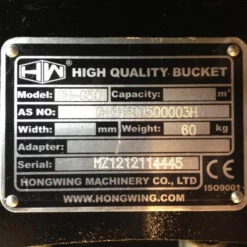 HW HIGH QUALITY BUCKET
Model: Capacity: m³
AS NO:
Width: mm Weight: 60 kg
Adapter:
Serial: HZ1212114445
HONGWING MACHINERY CO., LTD
WWW.HONGWING.COM
CE
ISO9001